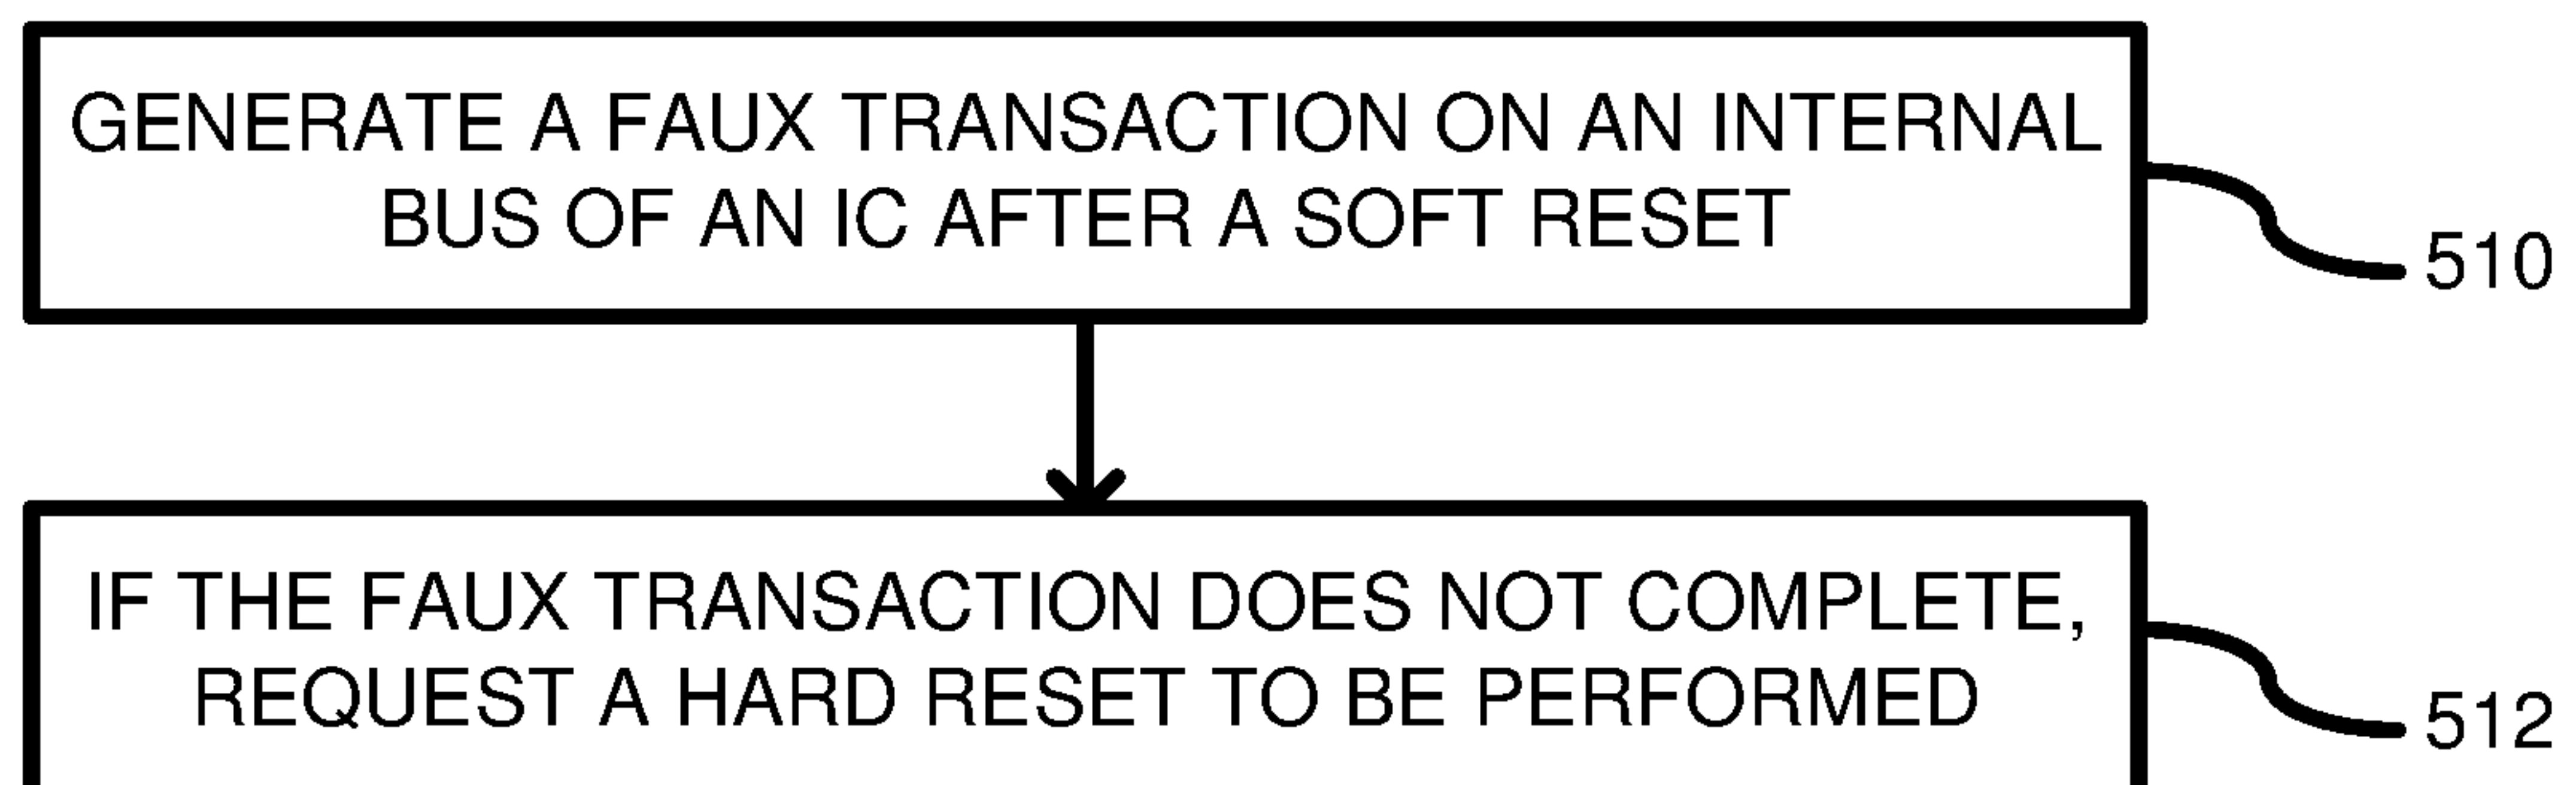 GENERATE A FAUX TRANSACTION ON AN INTERNAL
BUS OF AN IC AFTER A SOFT RESET
510
IF THE FAUX TRANSACTION DOES NOT COMPLETE,
REQUEST A HARD RESET TO BE PERFORMED
512